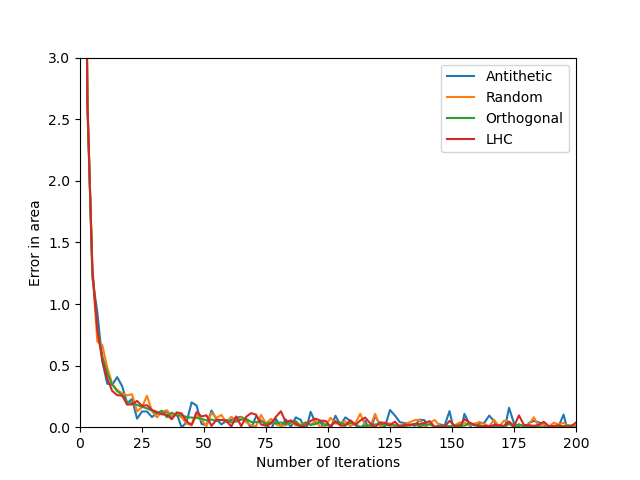 3.0
2.5
2.0
1.5
1.0
0.5
0.0
Error in area
0 25 50 75 100 125 150 175 200
Number of Iterations
Antithetic
Random
Orthogonal
LHC